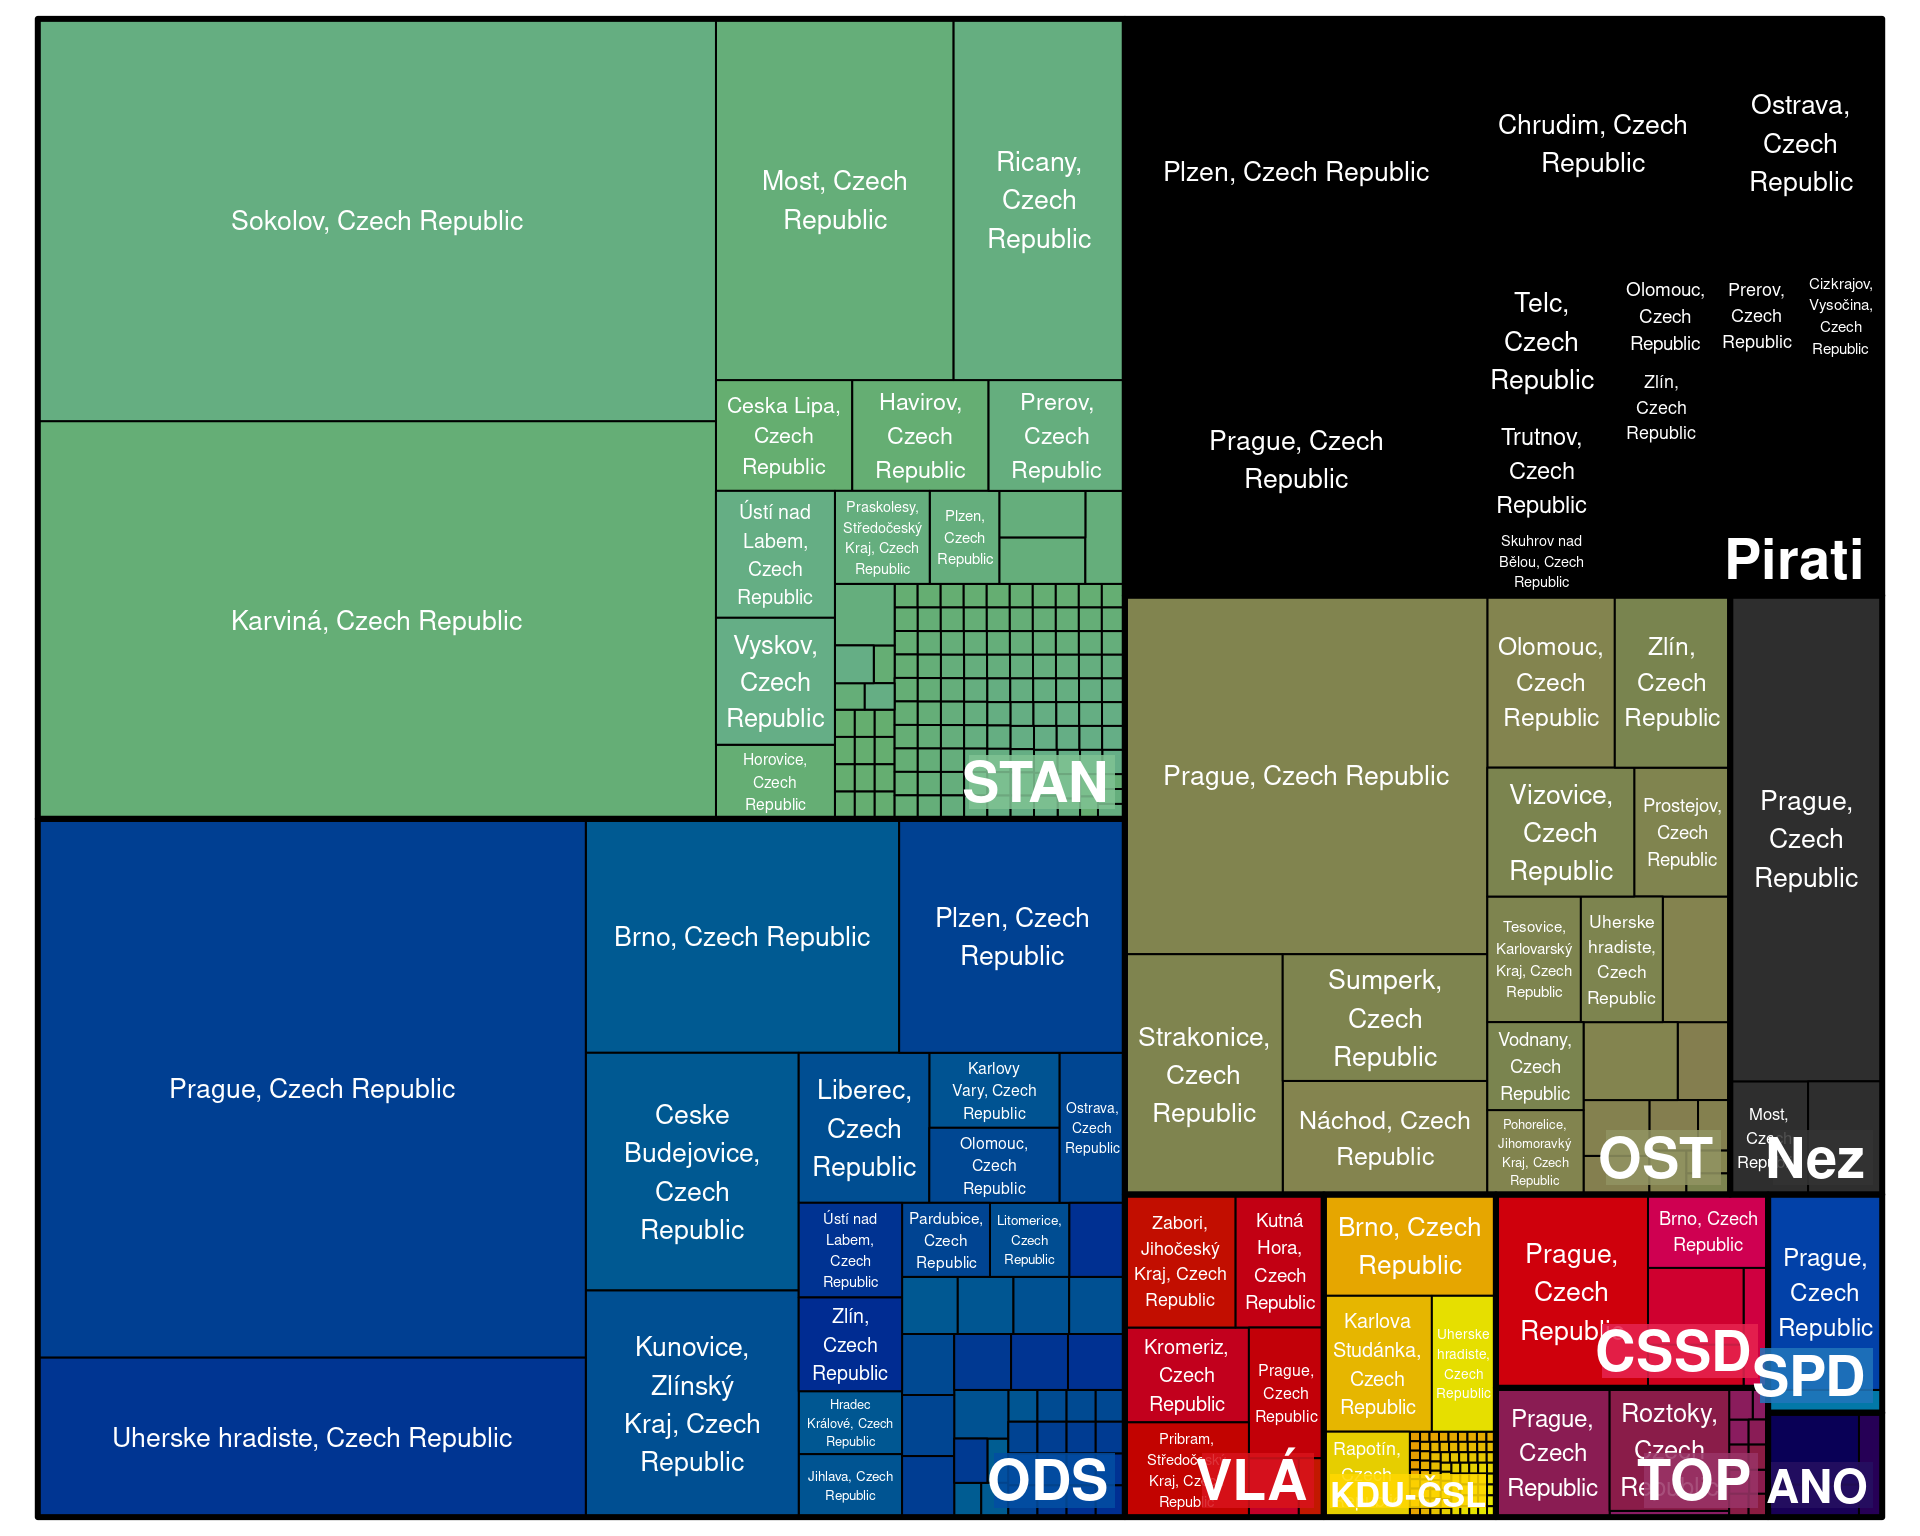 Sokolov, Czech Republic
Karviná, Czech Republic
Most, Czech
Republic
Ricany,
Czech
Republic
Ceska Lipa,
Czech
Republic
Havirov,
Czech
Republic
Prerov,
Czech
Republic
Ústí nad
Labem,
Czech
Republic
Praskolesy,
Středočeský
Kraj, Czech
Republic
Plzen,
Czech
Republic
Vyskov,
Czech
Republic
Horovice,
Czech
Republic
STAN
Plzen, Czech Republic
Chrudim, Czech
Republic
Ostrava,
Czech
Republic
Prague, Czech
Republic
Telc,
Czech
Republic
Olomouc,
Czech
Republic
Prerov,
Czech
Republic
Cizkrajov,
Vysočina,
Czech
Republic
Zlín,
Czech
Republic
Trutnov,
Czech
Republic
Skuhrov nad
Bělou, Czech
Republic
Pirati
Prague, Czech Republic
Uherske hradiste, Czech Republic
Brno, Czech Republic
Plzen, Czech
Republic
Ceske
Budejovice,
Czech
Republic
Kunovice,
Zlínský
Kraj, Czech
Republic
Liberec,
Czech
Republic
Karlovy
Vary, Czech
Republic
Olomouc,
Czech
Republic
Ostrava,
Czech
Republic
Ústí nad
Labem,
Czech
Republic
Pardubice,
Czech
Republic
Litomerice,
Czech
Republic
Zlín,
Czech
Republic
Hradec
Králové, Czech
Republic
Jihlava, Czech
Republic
ODS
Prague, Czech Republic
Olomouc,
Czech
Republic
Zlín,
Czech
Republic
Vizovice,
Czech
Republic
Prostejov,
Czech
Republic
Strakonice,
Czech
Republic
Sumperk,
Czech
Republic
Náchod, Czech
Republic
Tesovice,
Karlovarský
Kraj, Czech
Republic
Uherske
hradiste,
Czech
Republic
Vodnany,
Czech
Republic
Pohorelice,
Jihomoravký
Kraj, Czech
Republic
OST
Prague,
Czech
Republic
Most,
Czech
Republic
Nez
Zabori,
Jihočeský
Kraj, Czech
Republic
Kutná
Hora,
Czech
Republic
Kromeriz,
Czech
Republic
Prague,
Czech
Republic
Pribram,
Středočeský
Kraj, Czech
Republic
VLÁ
Brno, Czech
Republic
Karlova
Studánka,
Czech
Republic
Uherske
hradiste,
Czech
Republic
Rapotín,
Czech
KDU-ČSL
Prague,
Czech
Republic
Brno, Czech
Republic
CSSD
Prague,
Czech
Republic
SPD
Prague,
Czech
Republic
Roztoky,
Czech
Republic
TOP
ANO